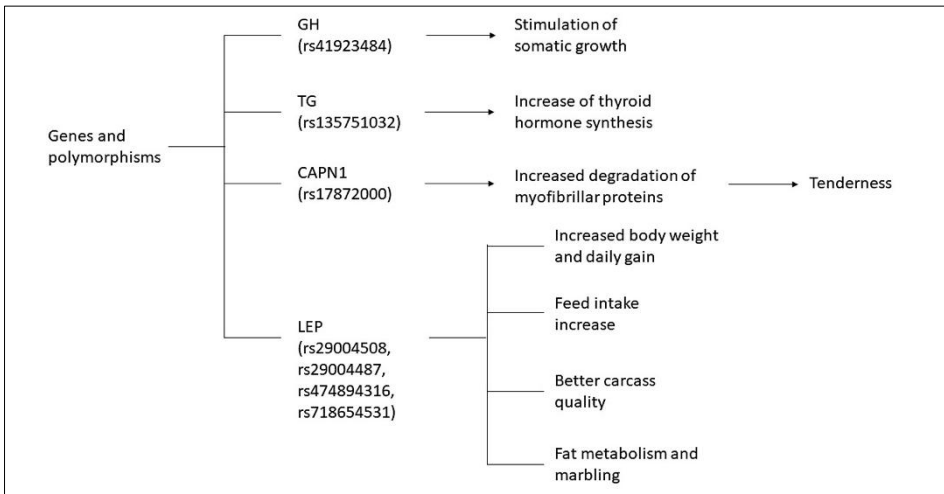 GH
(rs41923484)
Stimulation of
somatic growth
TG
(rs135751032)
Increase of thyroid
hormone synthesis
Genes and
polymorphisms
CAPN1
(rs17872000)
Increased degradation of
myofibrillar proteins
Tenderness
Increased body weight
and daily gain
Feed intake
increase
LEP
(rs29004508,
rs29004487,
rs474894316,
rs718654531)
Better carcass
quality
Fat metabolism and
marbling